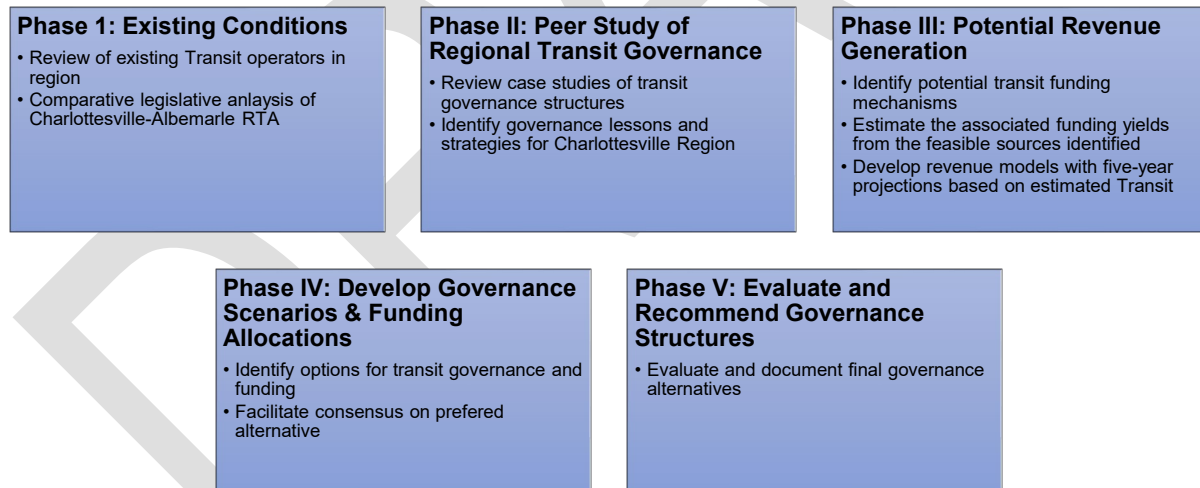 Phase 1: Existing Conditions
• Review of existing Transit operators in
region
• Comparative legislative anlaysis of
Charlottesville-Albemarle RTA
Phase II: Peer Study of
Regional Transit Governance
• Review case studies of transit
governance structures
• Identify governance lessons and
strategies for Charlottesville Region
Phase III: Potential Revenue
Generation
• Identify potential transit funding
mechanisms
• Estimate the associated funding yields
from the feasible sources identified
• Develop revenue models with five-year
projections based on estimated Transit
Phase IV: Develop Governance
Scenarios & Funding
Allocations
• Identify options for transit governance and
funding
• Facilitate consensus on prefered
alternative
Phase V: Evaluate and
Recommend Governance
Structures
• Evaluate and document final governance
alternatives